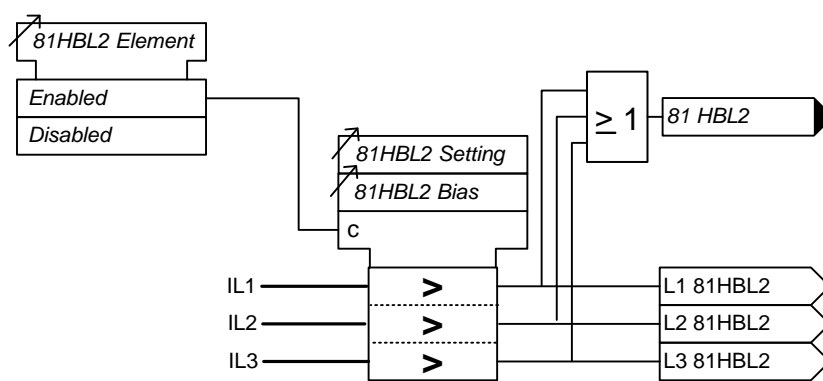 81HBL2 Element
Enabled
Disabled
81HBL2 Setting
81HBL2 Bias
c
≥ 1
81 HBL2
IL1
>
L1 81HBL2
IL2
>
L2 81HBL2
IL3
>
L3 81HBL2